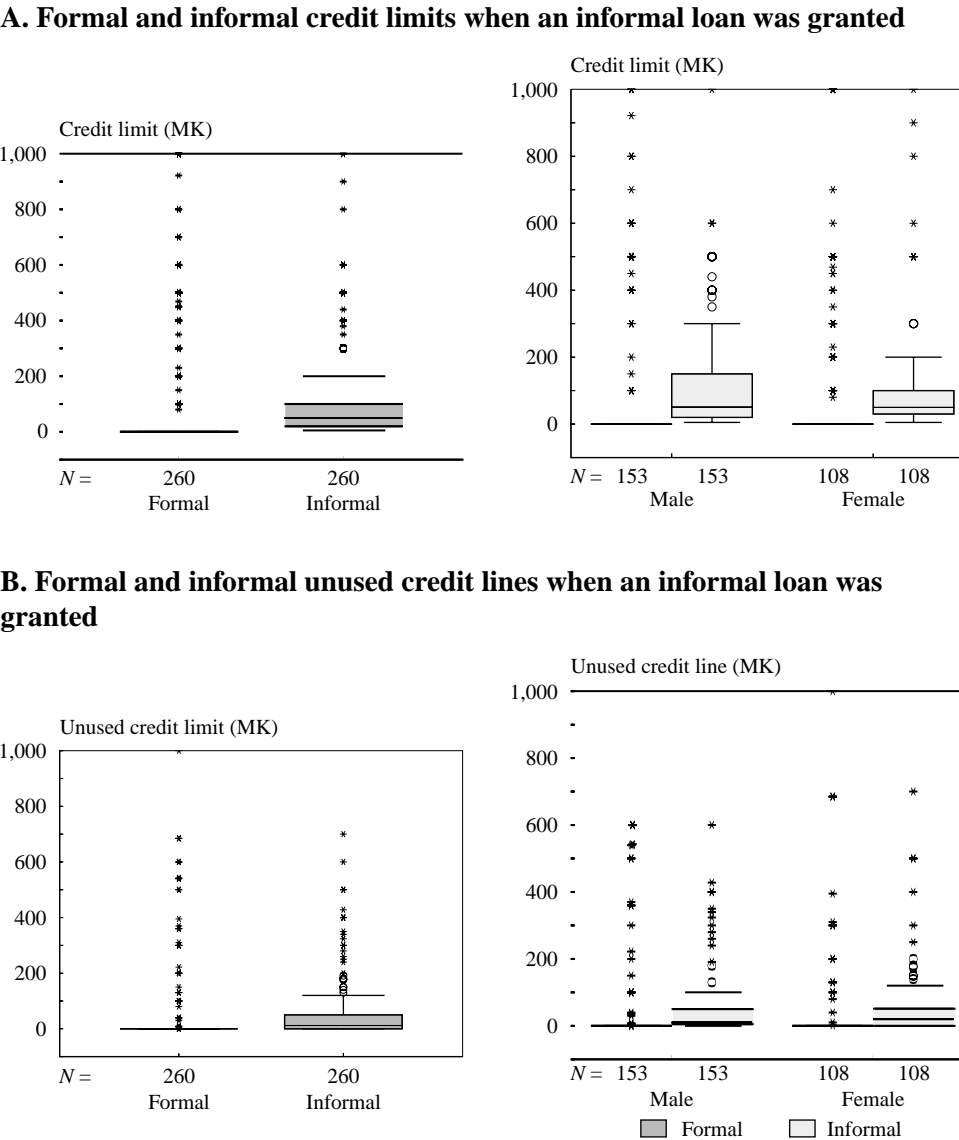 A. Formal and informal credit limits when an informal loan was granted
Credit limit (MK)
1,000
800
600
400
200
0
N = 260 260
Formal Informal
Credit limit (MK)
1,000
800
600
400
200
0
N = 153 153 108 108
Male Female
B. Formal and informal unused credit lines when an informal loan was
granted
Unused credit limit (MK)
1,000
800
600
400
200
0
N = 260 260
Formal Informal
Unused credit line (MK)
1,000
800
600
400
200
0
N = 153 153 108 108
Male Female
Formal Informal